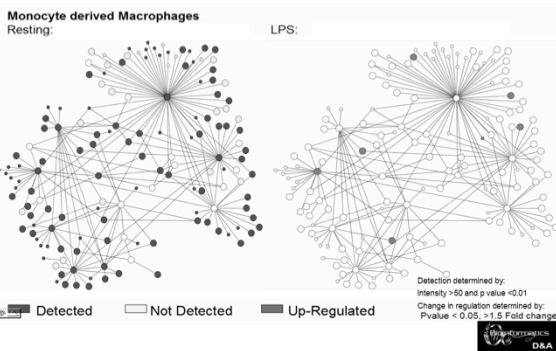 Monocyte derived Macrophages
Resting:
LPS:
Detection determined by:
Intensity >50 and p value <0.01
Change in regulation determined by:
Pvalue < 0.05, >1.5 Fold change
Detected
Not Detected
Up-Regulated
Bioinformatics
D&A